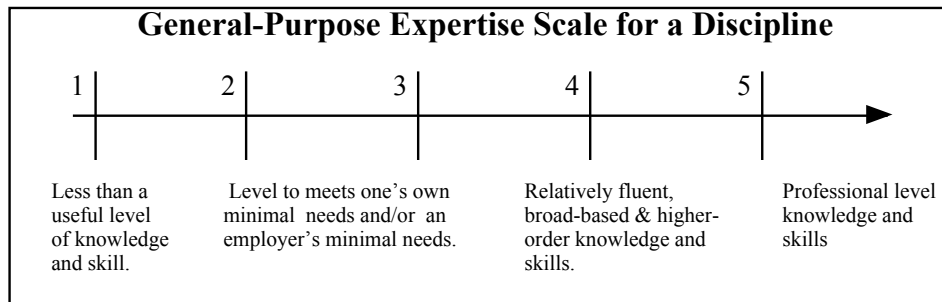 General-Purpose Expertise Scale for a Discipline
1 2 3 4 5
Less than a
useful level
of knowledge
and skill.
Level to meets one's own
minimal needs and/or an
employer's minimal needs.
Relatively fluent,
broad-based & higher-
order knowledge and
skills.
Professional level
knowledge and
skills